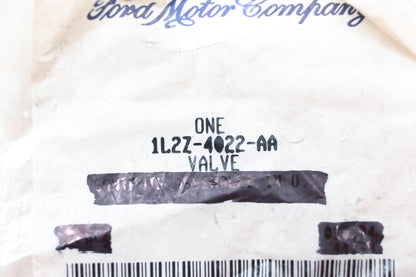 Ford Motor Company
ONE
1L2Z-4022-AA
VALVE